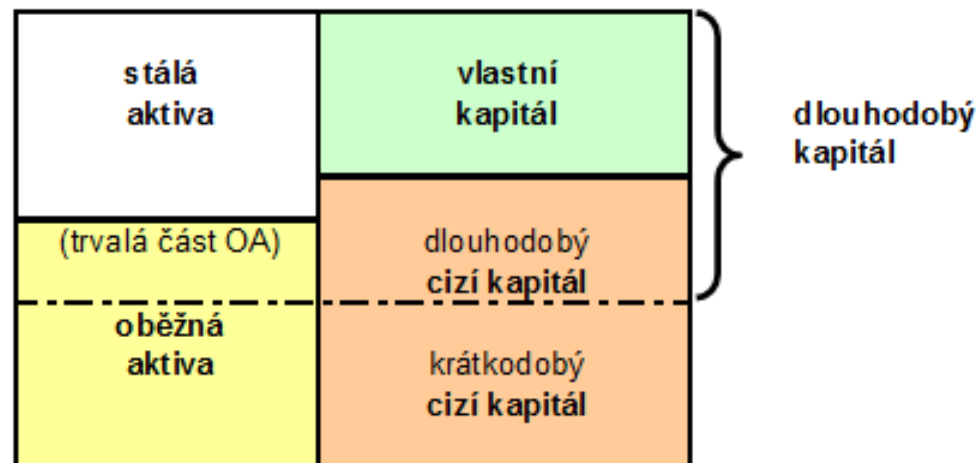 stálá
aktiva
vlastní
kapitál
dlouhodobý
kapitál
(trvalá část OA)
dlouhodobý
cizí kapitál
oběžná
aktiva
krátkodobý
cizí kapitál